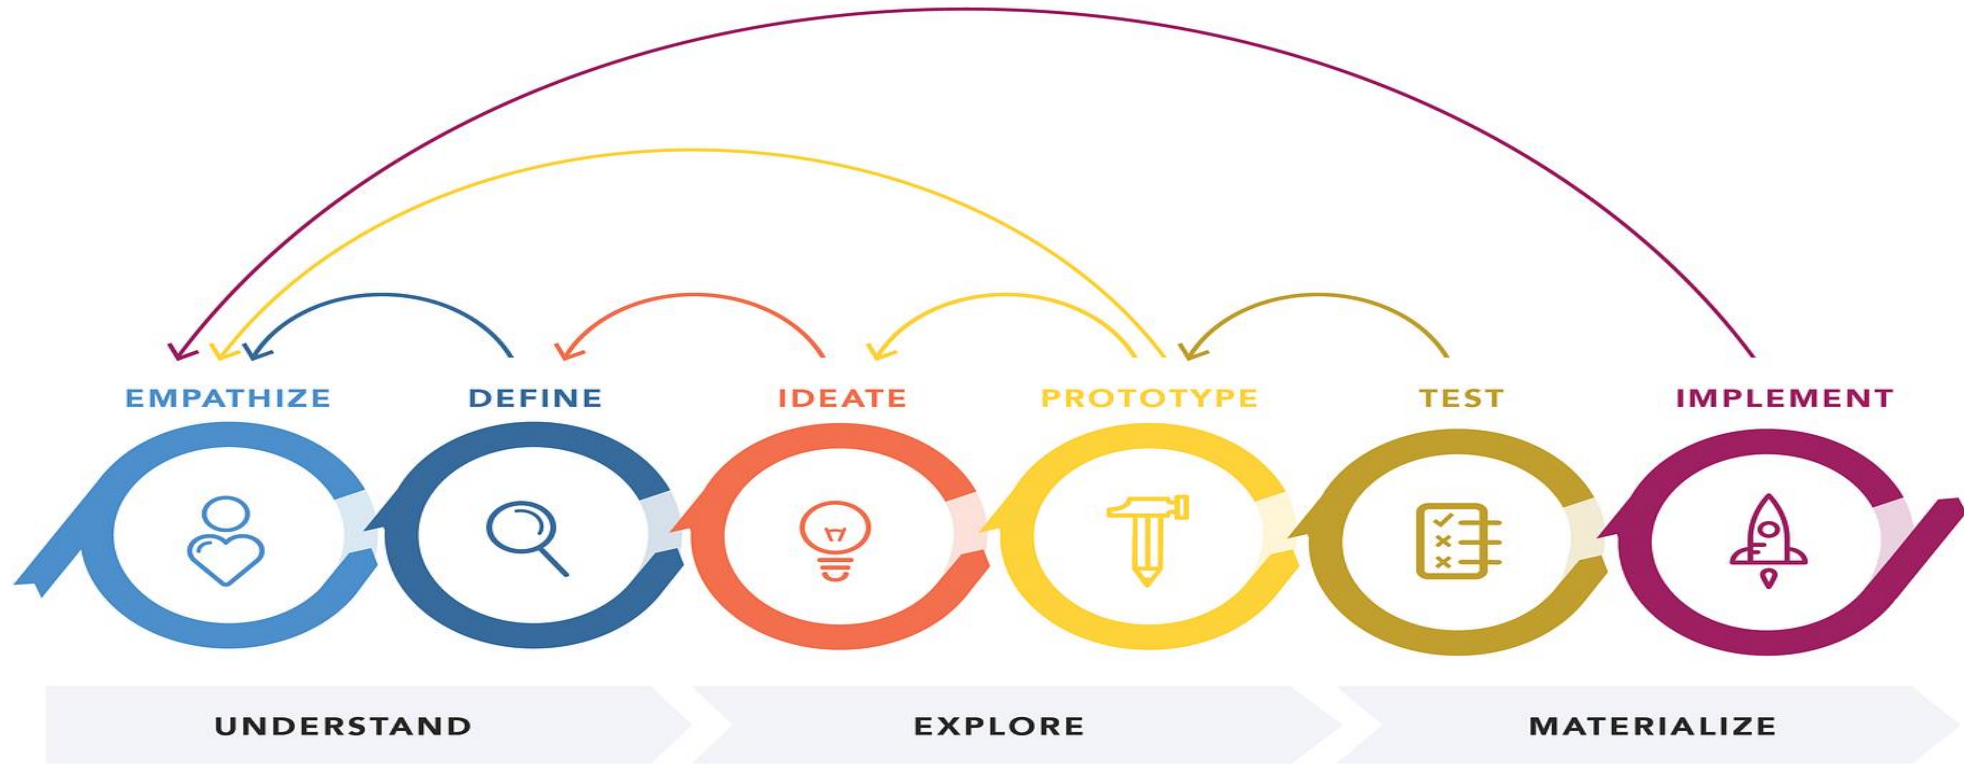 EMPATHIZE
DEFINE
IDEATE
PROTOTYPE
TEST
IMPLEMENT
UNDERSTAND
EXPLORE
MATERIALIZE